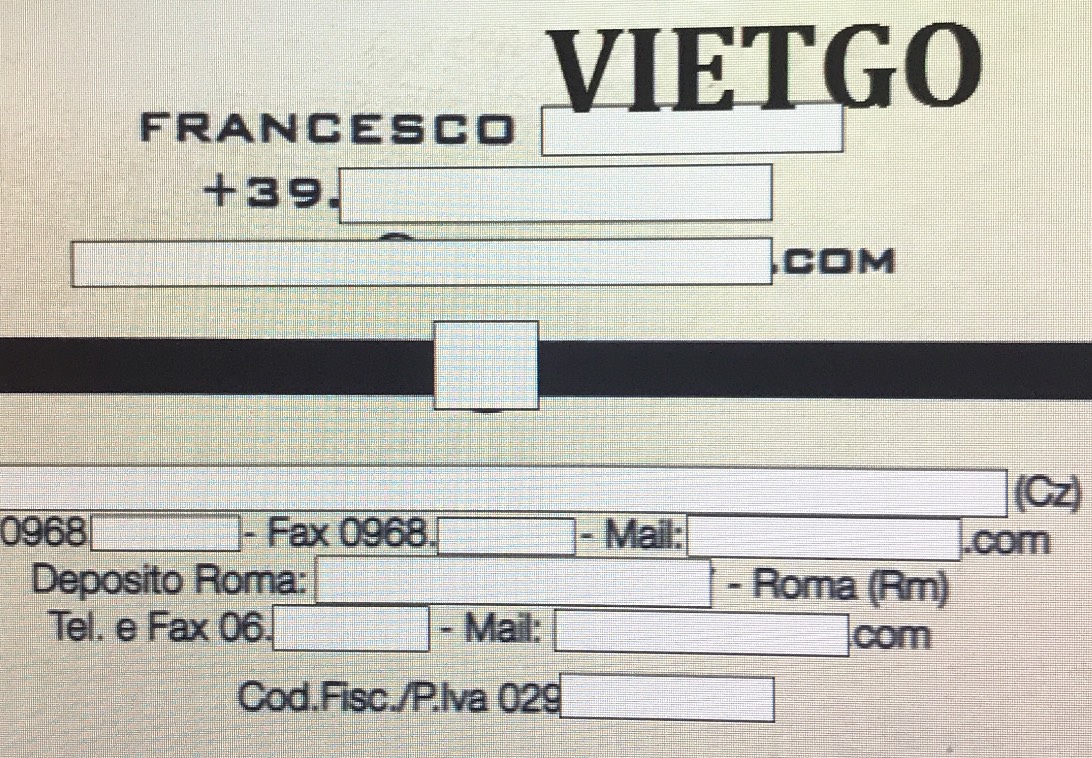 VIETGO
FRANCESCO
+39.
.COM
(Cz)
0968 - Fax 0968. - Mail: .com
Deposito Roma: - Roma (Rm)
Tel. e Fax 06. - Mail: .com
Cod.Fisc./P.Iva 029